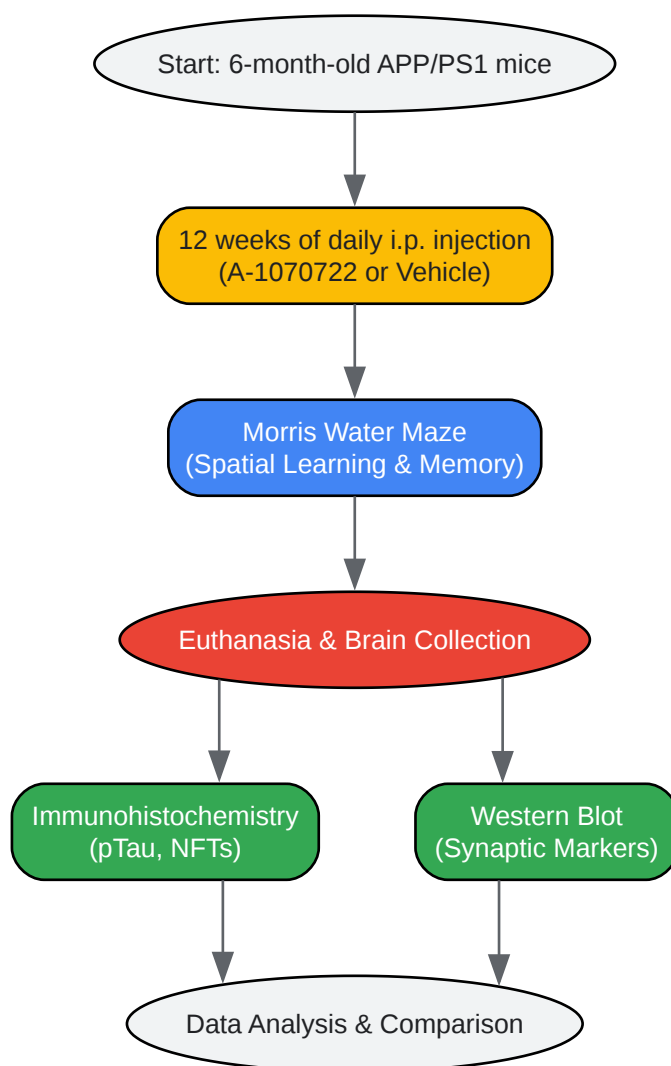 Start: 6-month-old APP/PS1 mice
12 weeks of daily i.p. injection
(A-1070722 or Vehicle)
Morris Water Maze
(Spatial Learning & Memory)
Euthanasia & Brain Collection
Immunohistochemistry
(pTau, NFTs)
Western Blot
(Synaptic Markers)
Data Analysis & Comparison